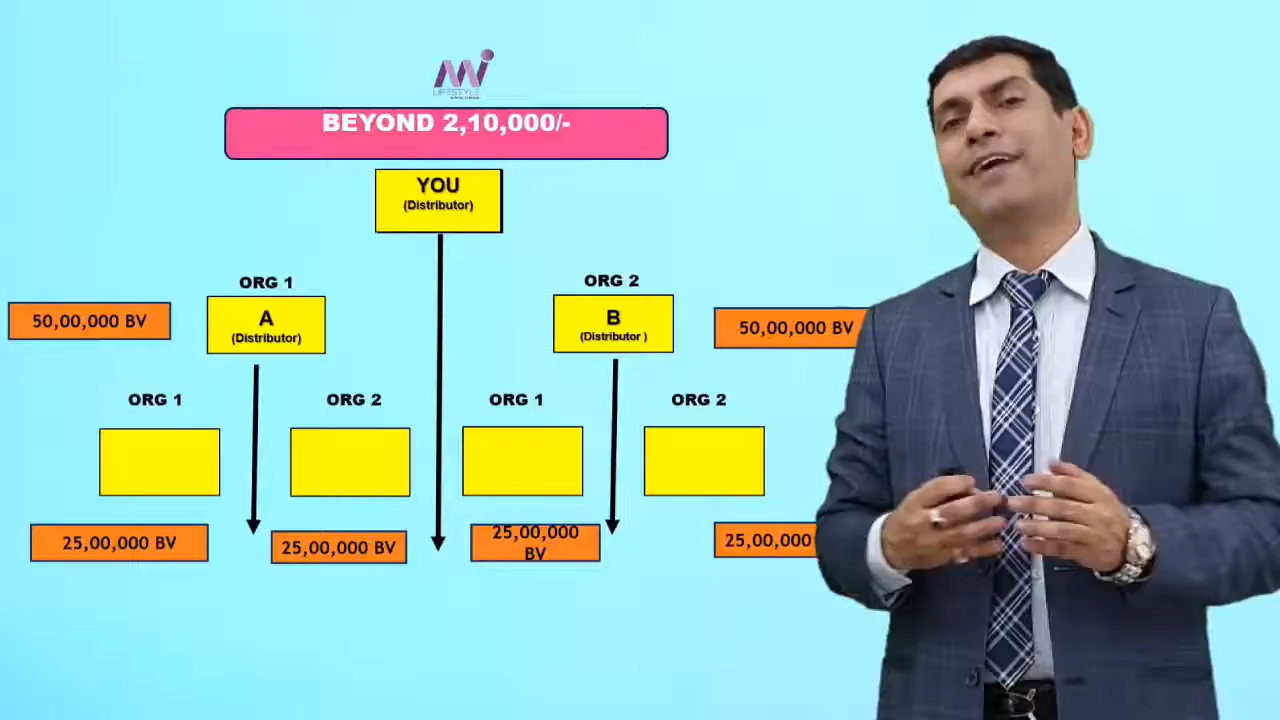 LIFESTYLE
BEYOND 2,10,000/-
YOU
(Distributor)
ORG 1
ORG 2
50,00,000 BV
A
(Distributor)
B
(Distributor )
50,00,000 BV
ORG 1
ORG 2
ORG 1
ORG 2
25,00,000 BV
25,00,000 BV
25,00,000
BV
25,00,000